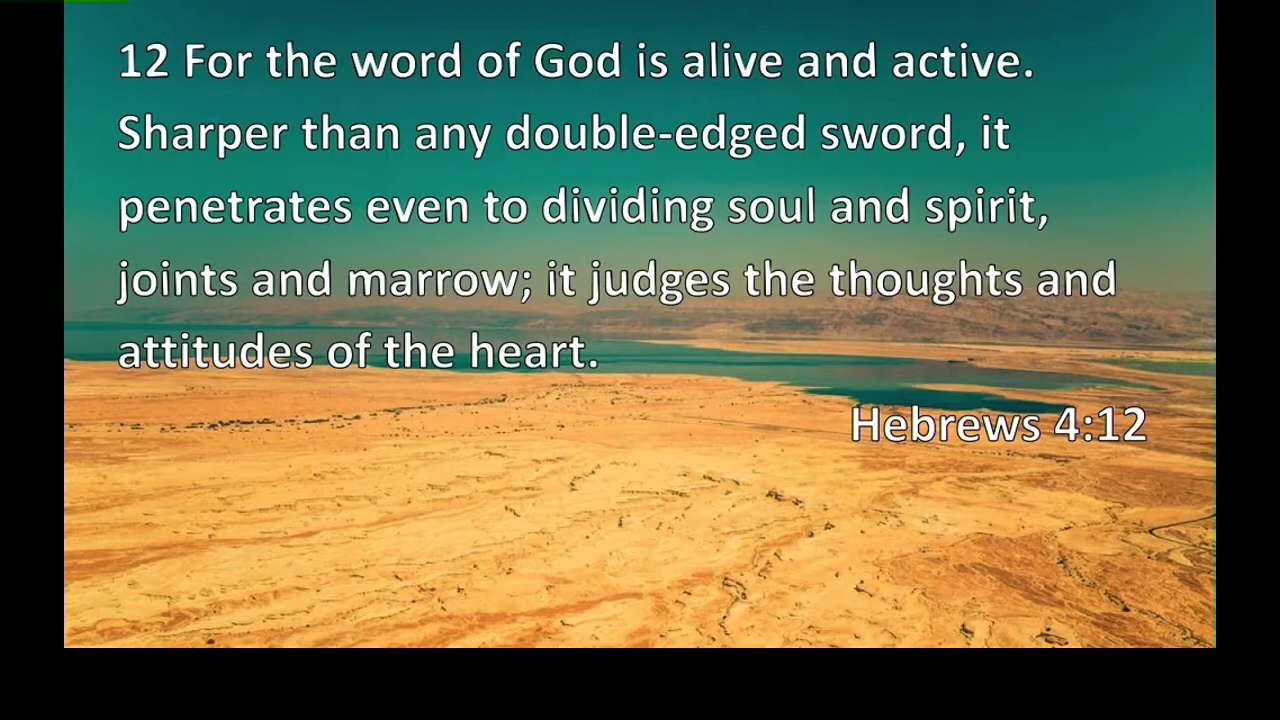 12 For the word of God is alive and active.
Sharper than any double-edged sword, it
penetrates even to dividing soul and spirit,
joints and marrow; it judges the thoughts and
attitudes of the heart.
Hebrews 4:12